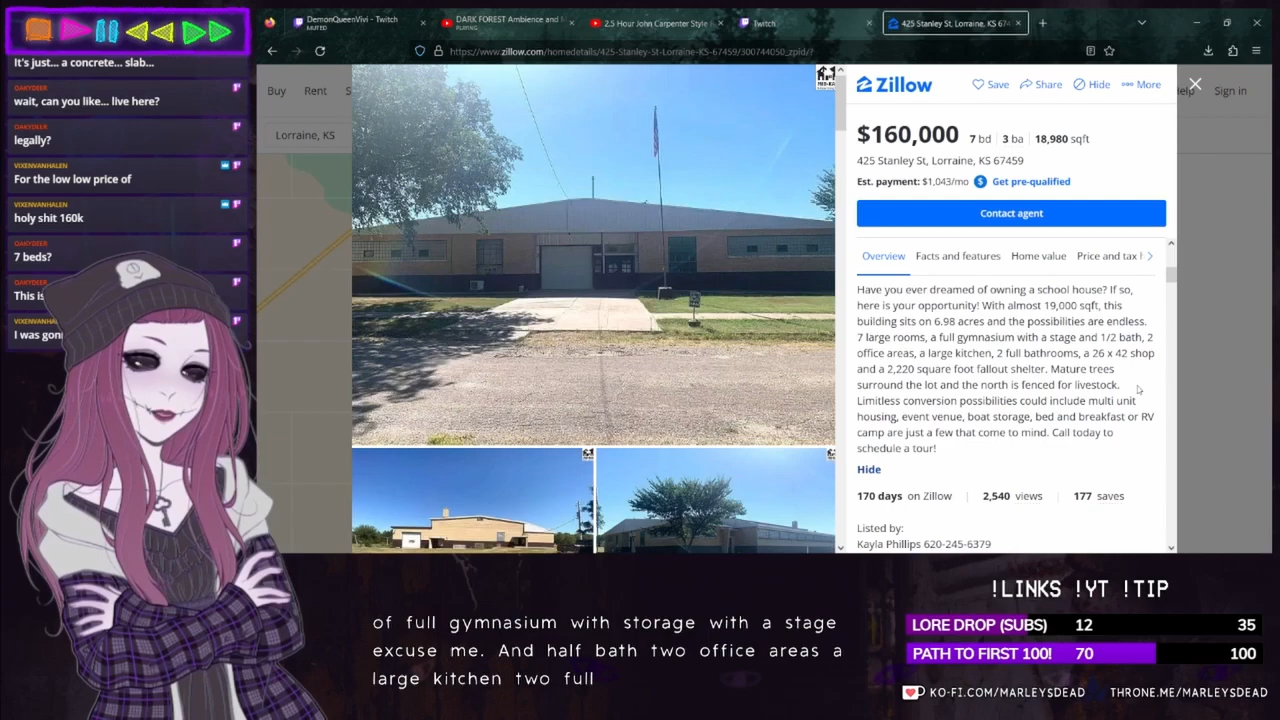 DemonQueenVivi - Twitch
MUTED
DARK FOREST Ambience and
PLAYING
2.5 Hour John Carpenter Style
Twitch
425 Stanley St, Lorraine, KS 674
https://www.zillow.com/homedetails/425-Stanley-St-Lorraine-KS-67459/300744050_zpid/?
It's just... a concrete... slab...
OAKYDEER
wait, can you like... live here?
OAKYDEER
legally?
VIXENVANHALEN
For the low low price of
VIXENVANHALEN
holy shit 160k
OAKYDEER
7 beds?
OAKYDEER
This is
VIXENVANH
I was gon
Buy
Rent
S
Lorraine, KS
Help
Sign in
Zillow
Save
Share
Hide
More
$160,000 7 bd 3 ba 18,980 sqft
425 Stanley St, Lorraine, KS 67459
Est. payment: $1,043/mo $ Get pre-qualified
Contact agent
Overview Facts and features Home value Price and tax h
Have you ever dreamed of owning a school house? If so,
here is your opportunity! With almost 19,000 sqft, this
building sits on 6.98 acres and the possibilities are endless.
7 large rooms, a full gymnasium with a stage and 1/2 bath, 2
office areas, a large kitchen, 2 full bathrooms, a 26 x 42 shop
and a 2,220 square foot fallout shelter. Mature trees
surround the lot and the north is fenced for livestock.
Limitless conversion possibilities could include multi unit
housing, event venue, boat storage, bed and breakfast or RV
camp are just a few that come to mind. Call today to
schedule a tour!
Hide
170 days on Zillow | 2,540 views | 177 saves
Listed by:
Kayla Phillips 620-245-6379
of full gymnasium with storage with a stage
excuse me. And half bath two office areas a
large kitchen two full
!LINKS !YT !TIP
LORE DROP (SUBS) 12 35
PATH TO FIRST 100! 70 100
KO-FI.COM/MARLEYSDEAD
THRONE.ME/MARLEYSDEAD